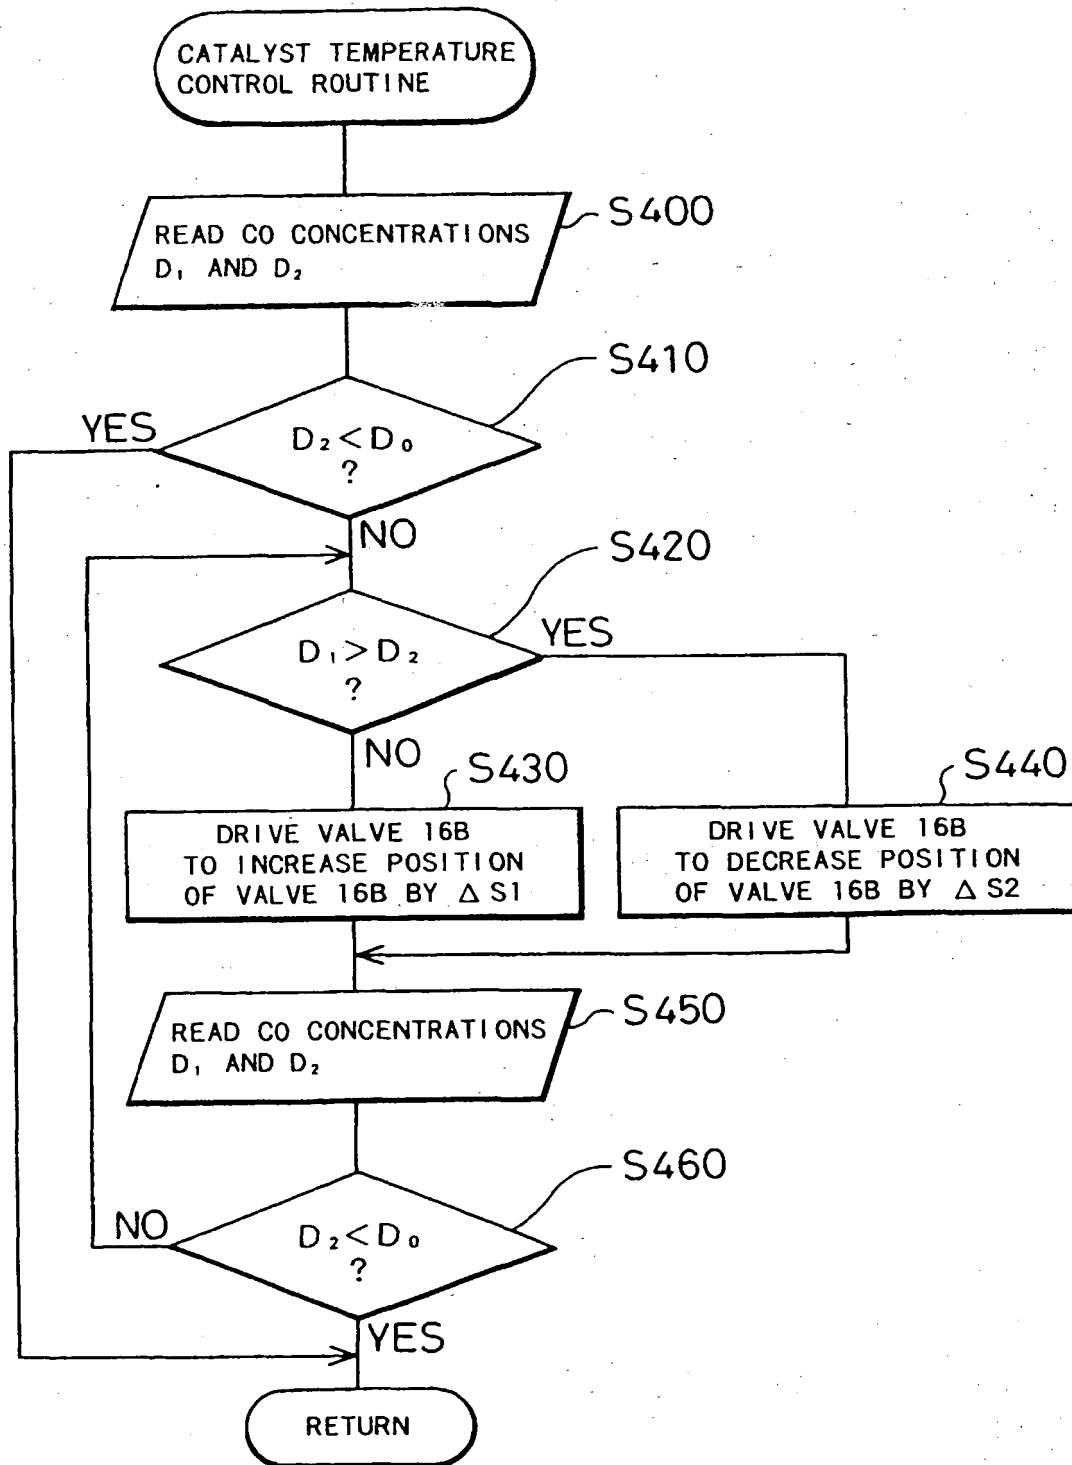 CATALYST TEMPERATURE
CONTROL ROUTINE
READ CO CONCENTRATIONS
D₁ AND D₂
S400
S410
YES
D₂<D₀
?
NO
S420
D₁>D₂
?
YES
NO
S430
S440
DRIVE VALVE 16B
TO INCREASE POSITION
OF VALVE 16B BY Δ S1
DRIVE VALVE 16B
TO DECREASE POSITION
OF VALVE 16B BY Δ S2
READ CO CONCENTRATIONS
D₁ AND D₂
S450
S460
NO
D₂<D₀
?
YES
RETURN